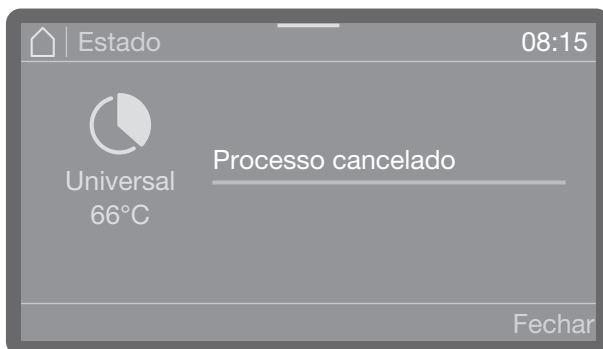 Estado 08:15
Processo cancelado
Universal
66°C
Fechar